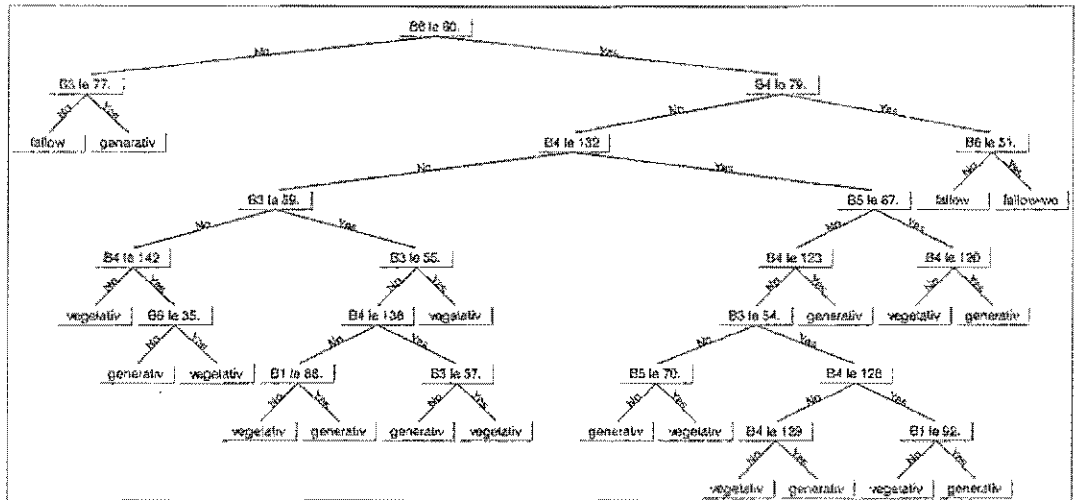 B6 le 60.
No Yes
B3 le 77. B4 le 79.
No Yes No Yes
fallow generativ B4 le 132 B6 le 51.
No Yes No Yes
B3 le 59. B5 le 67. fallow fallow-wo
No Yes No Yes
B4 le 142 B3 le 55. B4 le 123 B4 le 120
No Yes No Yes No Yes No Yes
vegetativ B6 le 35. B4 le 138 vegetativ B3 le 54. generativ vegetativ generativ
No Yes No Yes No Yes
generativ vegetativ B1 le 88. B3 le 57. B5 le 70. B4 le 128
No Yes No Yes No Yes No Yes
vegetativ generativ generativ vegetativ generativ vegetativ B4 le 129 B1 le 92.
No Yes No Yes
vegetativ generativ vegetativ generativ